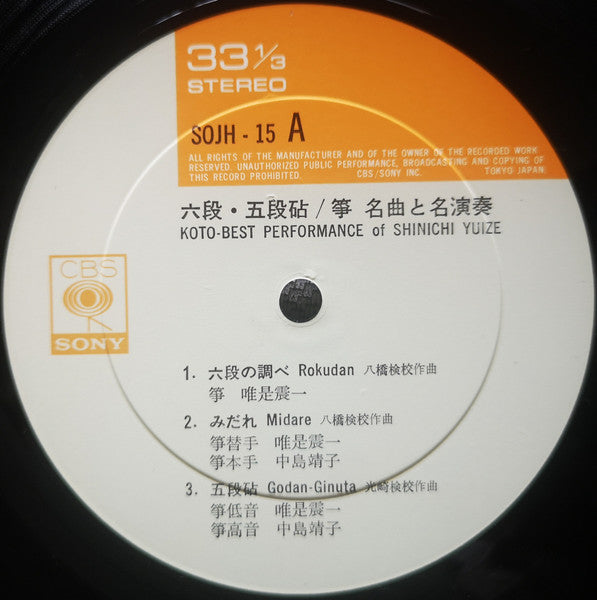 33 1/3
STEREO
SOJH - 15 A
ALL RIGHTS OF THE MANUFACTURER AND OF THE OWNER OF THE RECORDED WORK
RESERVED. UNAUTHORIZED PUBLIC PERFORMANCE, BROADCASTING AND COPYING OF
THIS RECORD PROHIBITED. CBS/SONY INC. TOKYO JAPAN
六段・五段砧/箏 名曲と名演奏
KOTO-BEST PERFORMANCE of SHINICHI YUIZE
CBS
SONY
1. 六段の調べ Rokudan 八橋検校作曲
箏 唯是震一
2. みだれ Midare 八橋検校作曲
箏替手 唯是震一
箏本手 中島靖子
3. 五段砧 Godan-Ginuta 光崎検校作曲
箏低音 唯是震一
箏高音 中島靖子